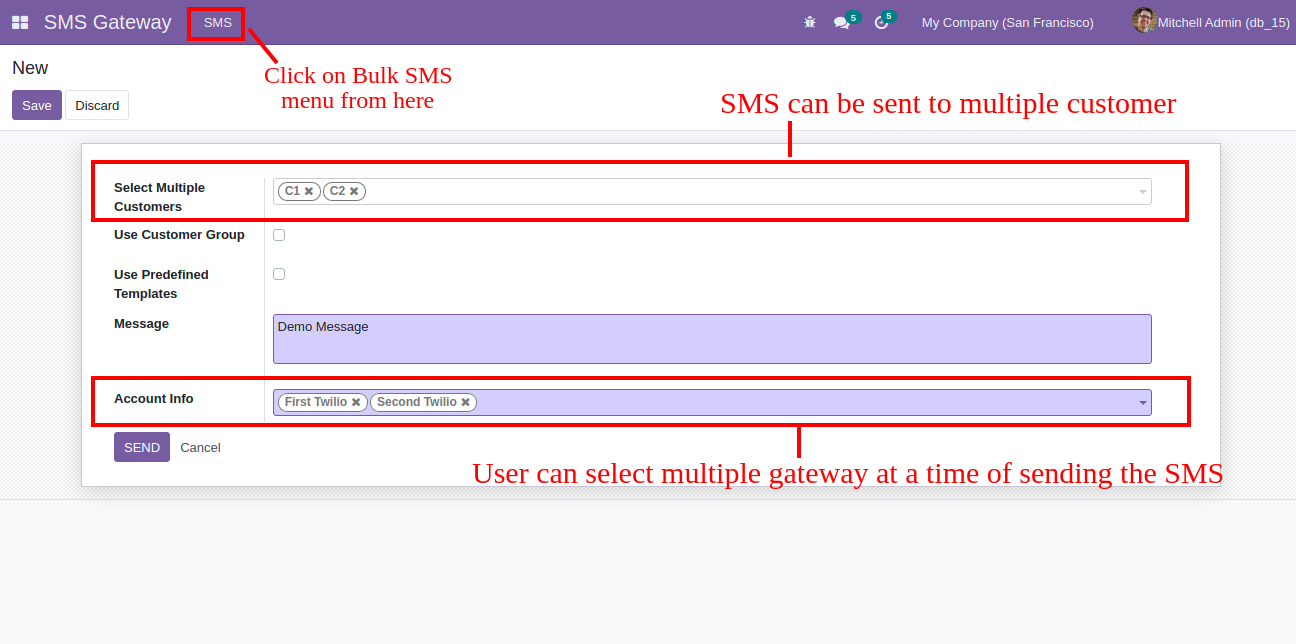 SMS Gateway SMS 5 5 My Company (San Francisco) Mitchell Admin (db_15)
New
Click on Bulk SMS
menu from here
Save Discard
SMS can be sent to multiple customer
Select Multiple
Customers
C1 ✖ C2 ✖
Use Customer Group
Use Predefined
Templates
Message
Demo Message
Account Info
First Twilio ✖ Second Twilio ✖
SEND Cancel
User can select multiple gateway at a time of sending the SMS